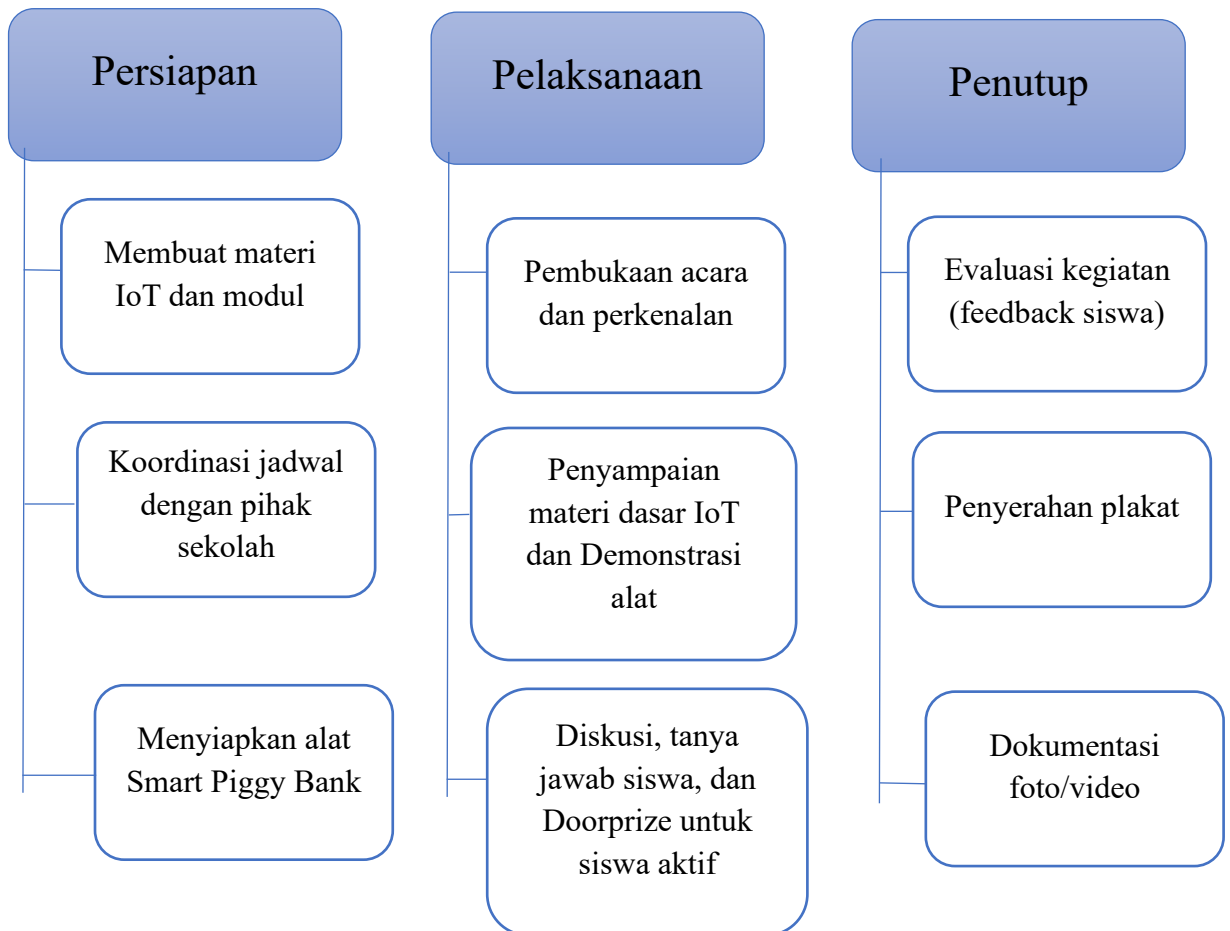 Persiapan
Membuat materi
IoT dan modul
Koordinasi jadwal
dengan pihak
sekolah
Menyiapkan alat
Smart Piggy Bank
Pelaksanaan
Pembukaan acara
dan perkenalan
Penyampaian
materi dasar IoT
dan Demonstrasi
alat
Diskusi, tanya
jawab siswa, dan
Doorprize untuk
siswa aktif
Penutup
Evaluasi kegiatan
(feedback siswa)
Penyerahan plakat
Dokumentasi
foto/video